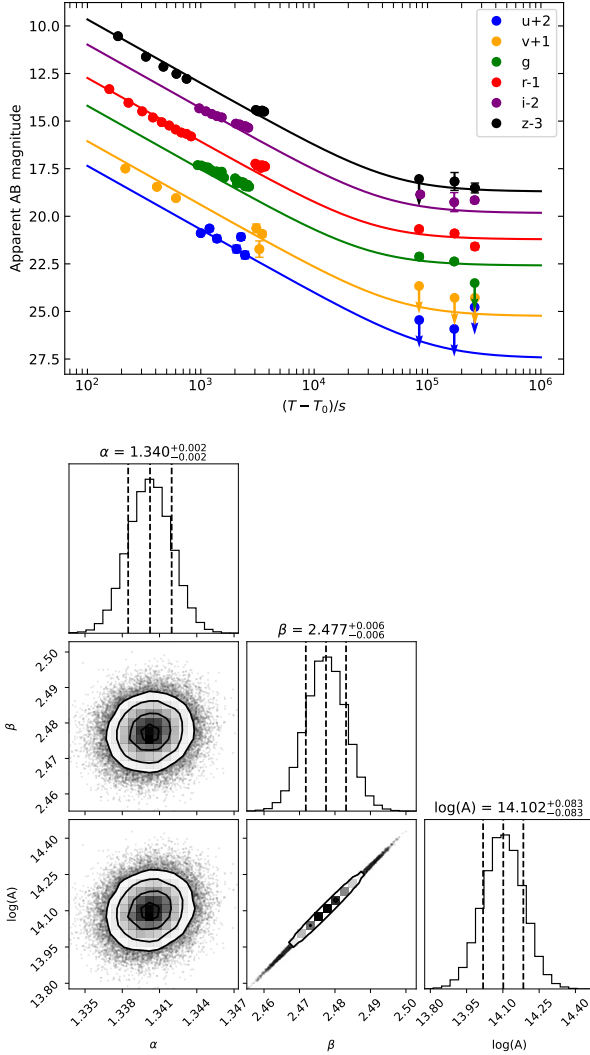 10.0
12.5
15.0
17.5
20.0
22.5
25.0
27.5
Apparent AB magnitude
u+2
v+1
g
r-1
i-2
z-3
10² 10³ 10⁴ 10⁵ 10⁶
(T − T₀)/s
α = 1.340+0.002−0.002
β = 2.477+0.006−0.006
2.50
2.49
2.48
2.47
2.46
β
log(A) = 14.102+0.083−0.083
14.40
14.25
14.10
13.95
13.80
log(A)
1.335 1.338 1.341 1.344 1.347
2.46 2.47 2.48 2.49 2.50
13.80 13.95 14.10 14.25 14.40
α β log(A)